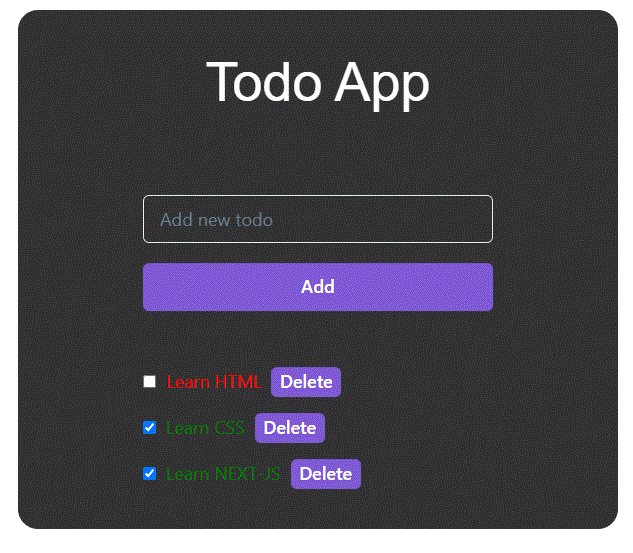 Todo App
Add new todo
Add
Learn HTML Delete
Learn CSS Delete
Learn NEXT-JS Delete